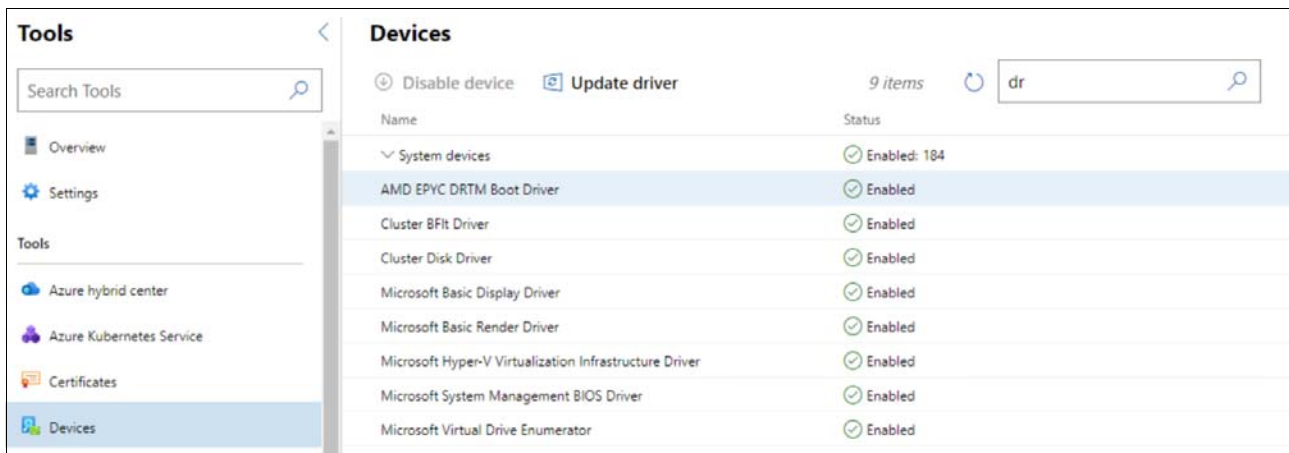 Tools
Search Tools
Overview
Settings
Tools
Azure hybrid center
Azure Kubernetes Service
Certificates
Devices
Devices
Disable device Update driver 9 items dr
Name Status
System devices Enabled: 184
AMD EPYC DRTM Boot Driver Enabled
Cluster BFlt Driver Enabled
Cluster Disk Driver Enabled
Microsoft Basic Display Driver Enabled
Microsoft Basic Render Driver Enabled
Microsoft Hyper-V Virtualization Infrastructure Driver Enabled
Microsoft System Management BIOS Driver Enabled
Microsoft Virtual Drive Enumerator Enabled